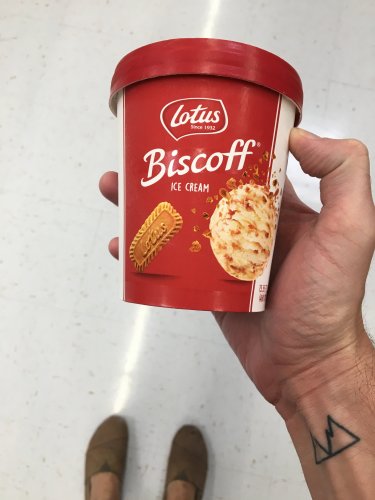 Lotus
Since 1932
Biscoff®
ICE CREAM
Lotus